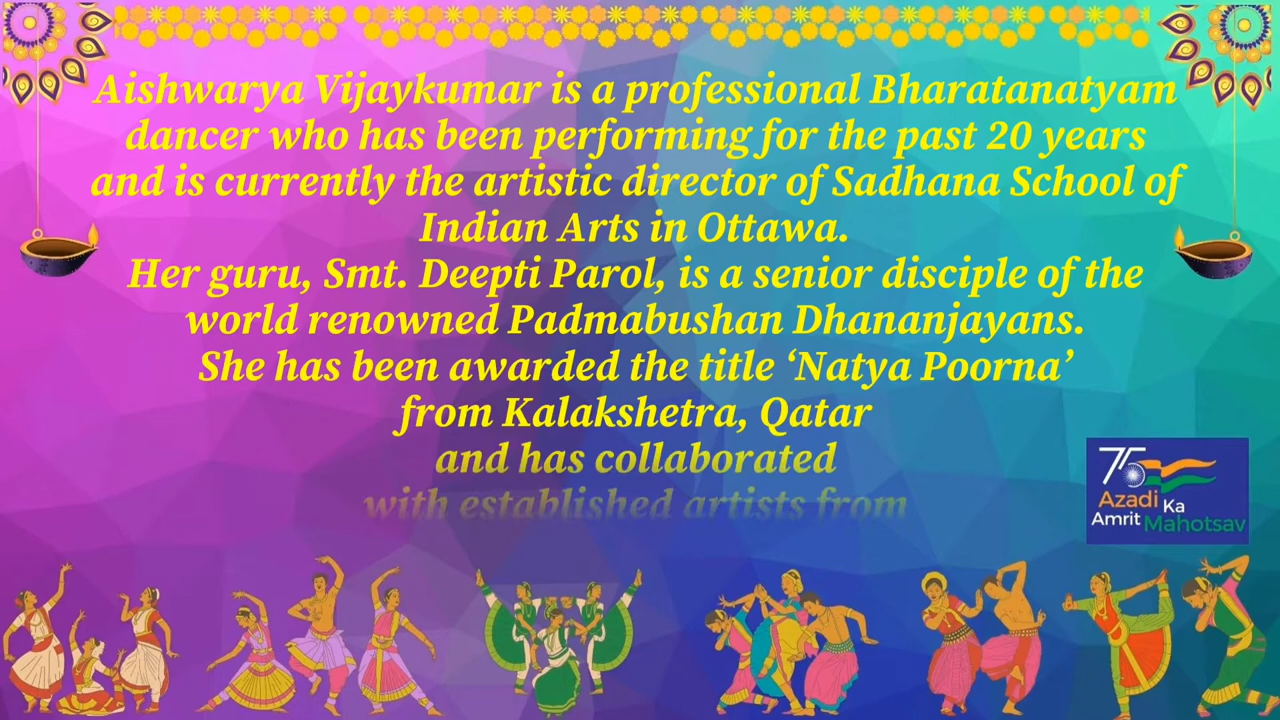 Aishwarya Vijaykumar is a professional Bharatanatyam
dancer who has been performing for the past 20 years
and is currently the artistic director of Sadhana School of
Indian Arts in Ottawa.
Her guru, Smt. Deepti Parol, is a senior disciple of the
world renowned Padmabushan Dhananjayans.
She has been awarded the title ‘Natya Poorna’
from Kalakshetra, Qatar
and has collaborated
with established artists from
75
Azadi Ka
Amrit Mahotsav